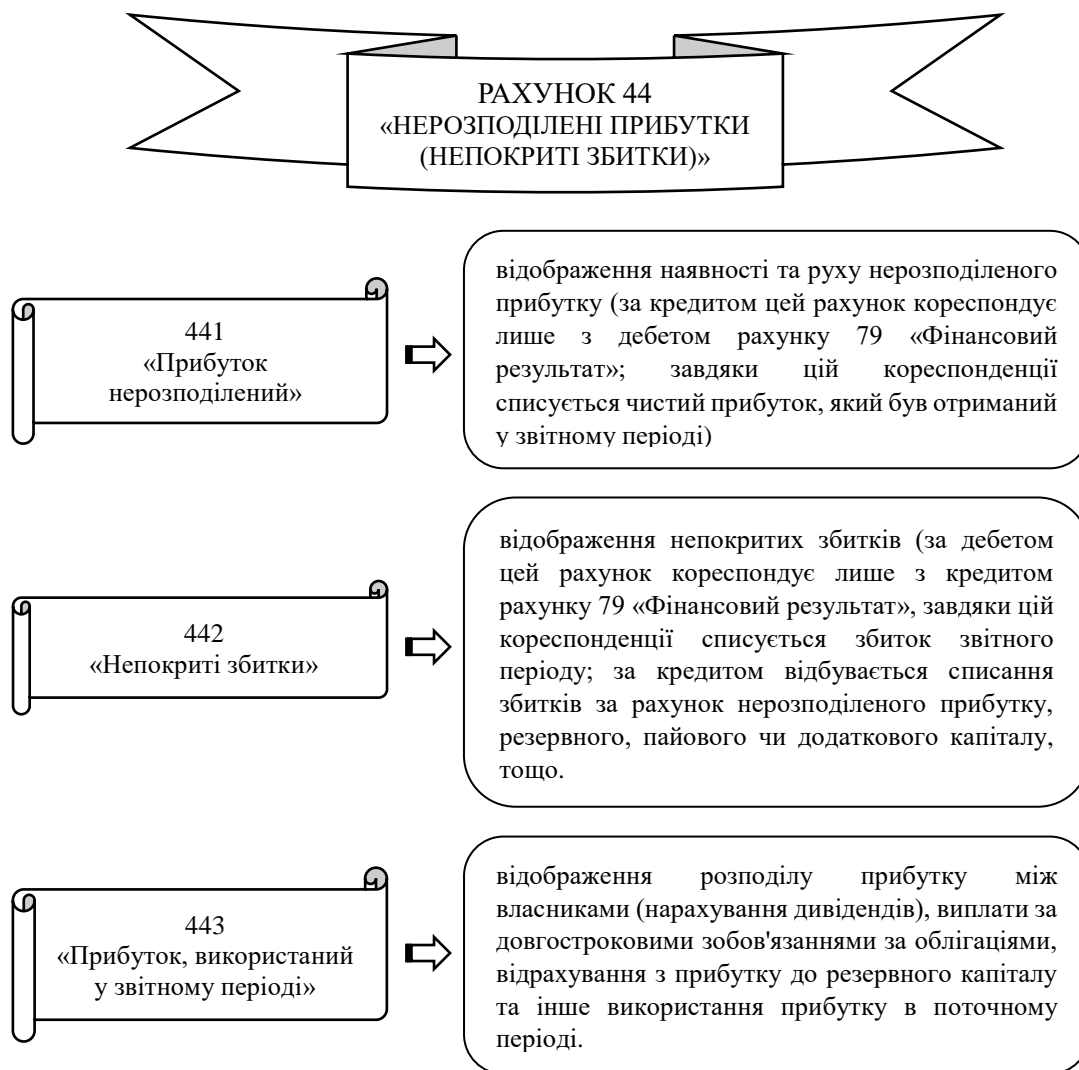 РАХУНОК 44
«НЕРОЗПОДІЛЕНІ ПРИБУТКИ
(НЕПОКРИТІ ЗБИТКИ)»
441
«Прибуток
нерозподілений»
відображення наявності та руху нерозподіленого
прибутку (за кредитом цей рахунок кореспондує
лише з дебетом рахунку 79 «Фінансовий
результат»; завдяки цій кореспонденції
списується чистий прибуток, який був отриманий
у звітному періоді)
442
«Непокриті збитки»
відображення непокритих збитків (за дебетом
цей рахунок кореспондує лише з кредитом
рахунку 79 «Фінансовий результат», завдяки цій
кореспонденції списується збиток звітного
періоду; за кредитом відбувається списання
збитків за рахунок нерозподіленого прибутку,
резервного, пайового чи додаткового капіталу,
тощо.
443
«Прибуток, використаний
у звітному періоді»
відображення розподілу прибутку між
власниками (нарахування дивідендів), виплати за
довгостроковими зобов'язаннями за облігаціями,
відрахування з прибутку до резервного капіталу
та інше використання прибутку в поточному
періоді.